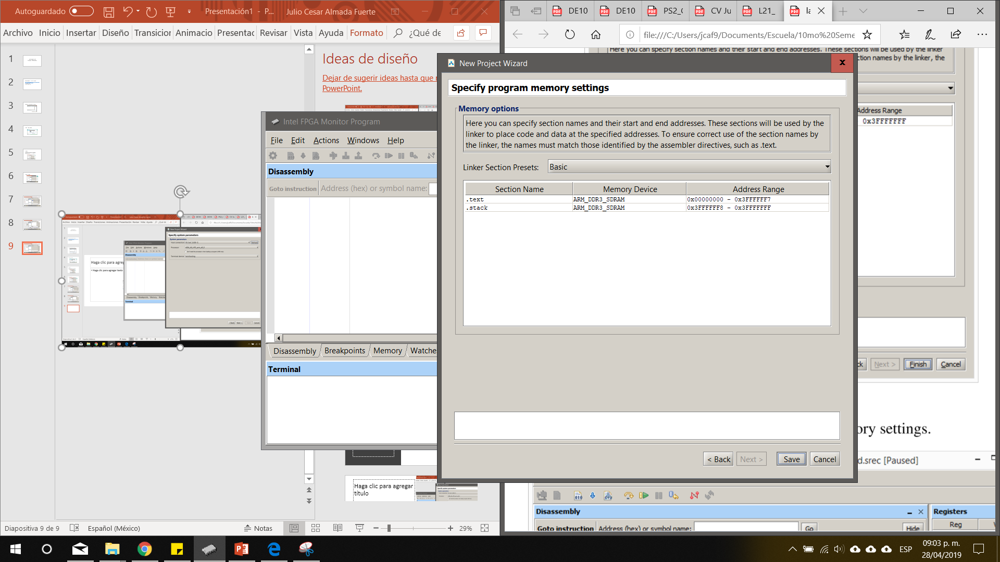 Autoguardado
Presentación1 - P...
Julio Cesar Almada Fuerte
Archivo Inicio Insertar Diseño Transicior Animacio Presentac Revisar Vista Ayuda Formato ¿Qué de
1
2
3
4
5
6
7
8
9
Ideas de diseño
Dejar de sugerir ideas hasta que r
PowerPoint.
Haga clic para agregar
título
Diapositiva 9 de 9
Español (México)
Notas
29%
Intel FPGA Monitor Program
File Edit Actions Windows Help
Disassembly
Goto instruction Address (hex) or symbol name:
Disassembly Breakpoints Memory Watche
Terminal
New Project Wizard
Specify program memory settings
Memory options
Here you can specify section names and their start and end addresses. These sections will be used by the
linker to place code and data at the specified addresses. To ensure correct use of the section names by
the linker, the names must match those identified by the assembler directives, such as .text.
Linker Section Presets: Basic
Section Name Memory Device Address Range
.text ARM_DDR3_SDRAM 0x00000000 - 0x3FFFFFF7
.stack ARM_DDR3_SDRAM 0x3FFFFFF8 - 0x3FFFFFFF
< Back Next > Save Cancel
DE10 DE10 PS2_C CV Ju L21_ la
file:///C:/Users/jcaf9/Documents/Escuela/10mo%20Seme
Here you can specify section names and their start and end addresses. These sections will be used by the linker
ction names by the linker, the
Address Range
0x3FFFFFFF
ck Next > Finish Cancel
ory settings.
d.srec [Paused]
Disassembly
Goto instruction Address (hex) or symbol name: Go Hide
Registers
Reg
ESP
09:03 p. m.
28/04/2019